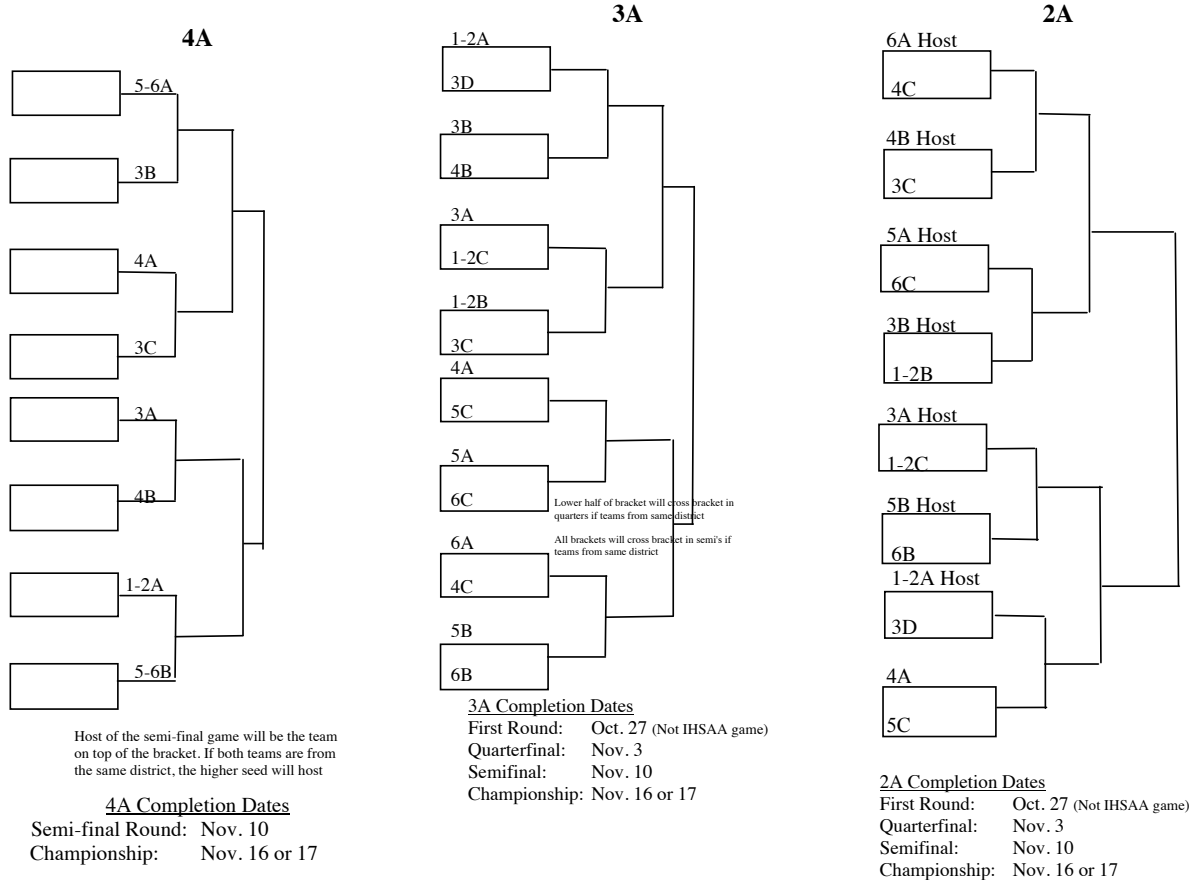 4A
5-6A
3B
4A
3C
3A
4B
1-2A
5-6B
Host of the semi-final game will be the team
on top of the bracket. If both teams are from
the same district, the higher seed will host
4A Completion Dates
Semi-final Round: Nov. 10
Championship: Nov. 16 or 17
3A
1-2A
3D
3B
4B
3A
1-2C
1-2B
3C
4A
5C
5A
6C
Lower half of bracket will cross bracket in
quarters if teams from same district
All brackets will cross bracket in semi's if
teams from same district
6A
4C
5B
6B
3A Completion Dates
First Round: Oct. 27 (Not IHSAA game)
Quarterfinal: Nov. 3
Semifinal: Nov. 10
Championship: Nov. 16 or 17
2A
6A Host
4C
4B Host
3C
5A Host
6C
3B Host
1-2B
3A Host
1-2C
5B Host
6B
1-2A Host
3D
4A
5C
2A Completion Dates
First Round: Oct. 27 (Not IHSAA game)
Quarterfinal: Nov. 3
Semifinal: Nov. 10
Championship: Nov. 16 or 17